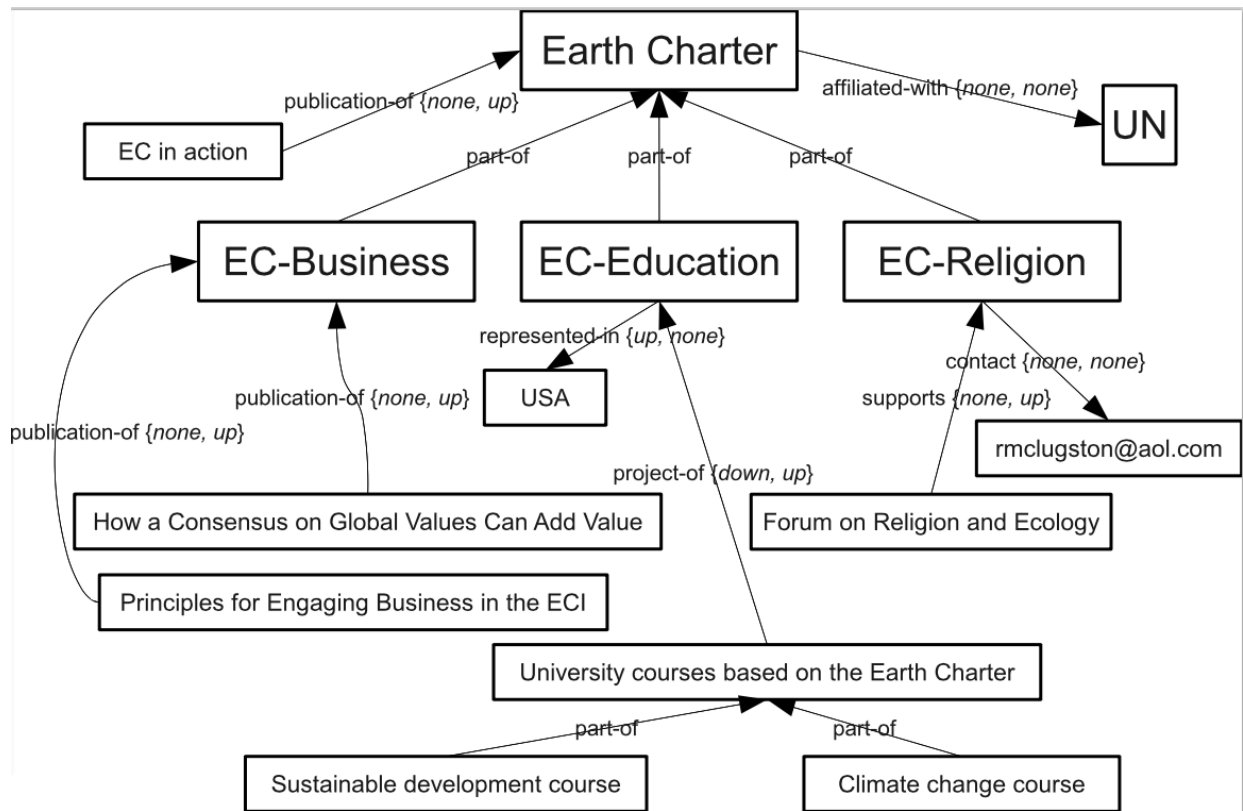 Earth Charter
publication-of {none, up}
affiliated-with {none, none}
UN
EC in action
part-of
part-of
part-of
EC-Business
EC-Education
EC-Religion
represented-in {up, none}
contact {none, none}
USA
publication-of {none, up}
supports {none, up}
publication-of {none, up}
rmclugston@aol.com
project-of {down, up}
How a Consensus on Global Values Can Add Value
Forum on Religion and Ecology
Principles for Engaging Business in the ECI
University courses based on the Earth Charter
part-of
part-of
Sustainable development course
Climate change course